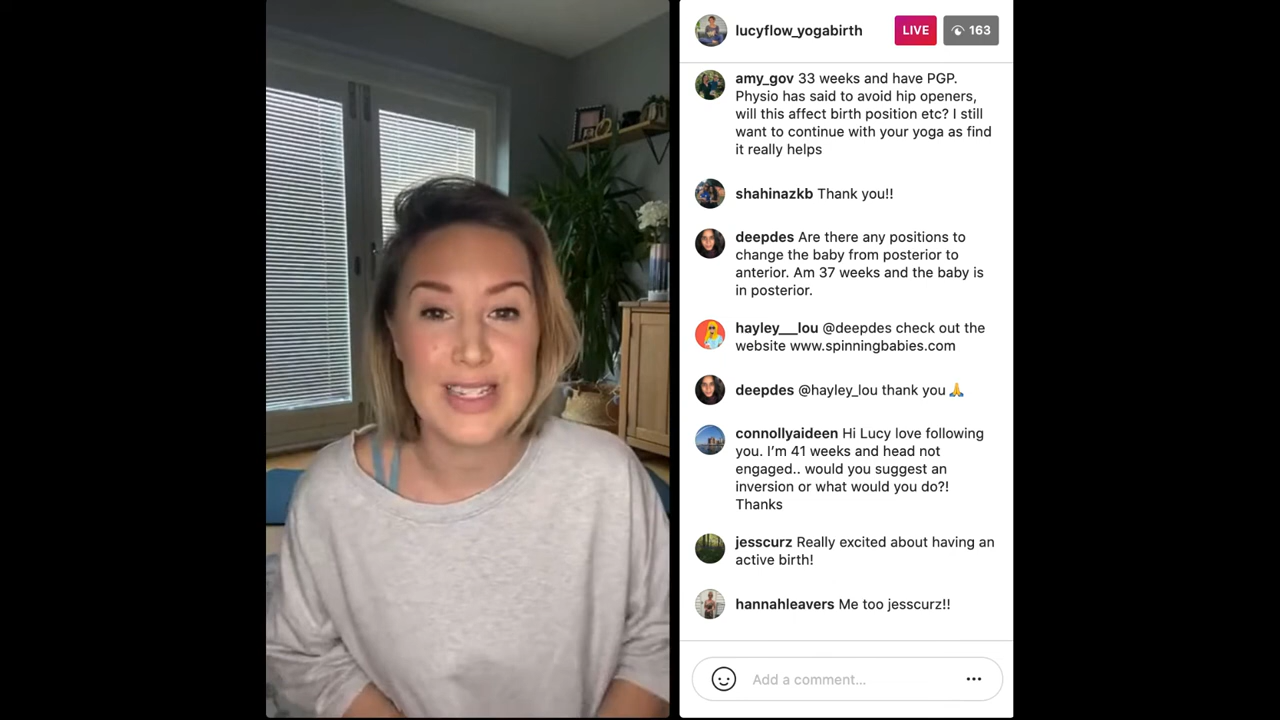 lucyflow_yogabirth
LIVE
163
amy_gov 33 weeks and have PGP.
Physio has said to avoid hip openers,
will this affect birth position etc? I still
want to continue with your yoga as find
it really helps
shahinazkb Thank you!!
deepdes Are there any positions to
change the baby from posterior to
anterior. Am 37 weeks and the baby is
in posterior.
hayley___lou @deepdes check out the
website www.spinningbabies.com
deepdes @hayley_lou thank you 🙏
connollyaideen Hi Lucy love following
you. I’m 41 weeks and head not
engaged.. would you suggest an
inversion or what would you do?!
Thanks
jesscurz Really excited about having an
active birth!
hannahleavers Me too jesscurz!!
Add a comment...